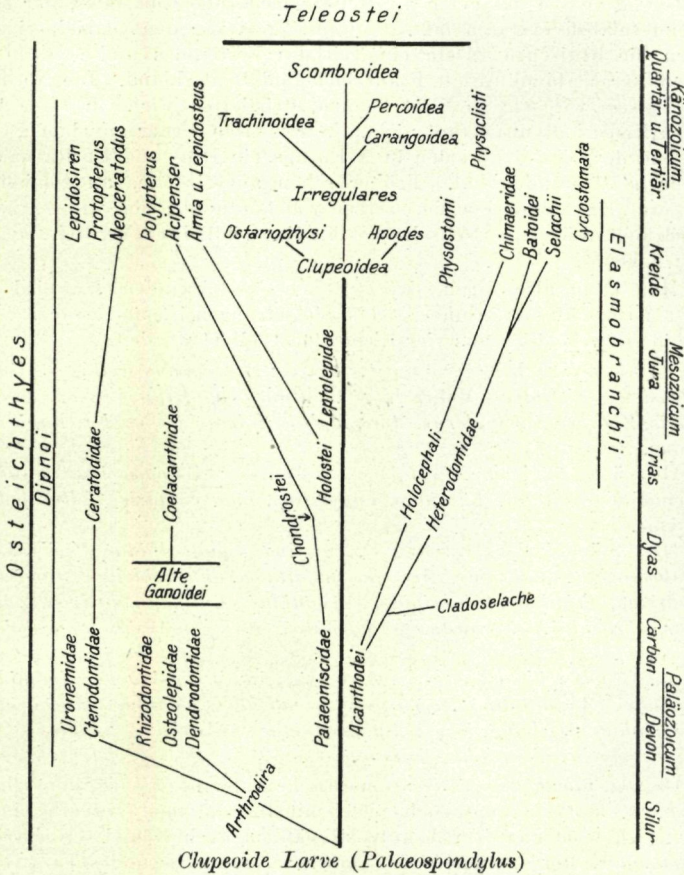 Teleostei
Scombroidea
Percoidea
Trachinoidea
Carangoidea
Physoclisti
Irregulares
Ostariophysi
Apodes
Physostomi
Clupeoidea
Lepidosiren
Protopterus
Neoceratodus
Polypterus
Acipenser
Amia u. Lepidosteus
Chimaeridae
Batoidei
Selachii
Cyclostomata
Elasmobranchii
Osteichthyes
Dipnoi
Ceratodidae
Coelacanthidae
Chondrostei
Holostei
Leptolepidae
Holocephali
Heterodontidae
Alte
Ganoidei
Cladoselache
Uronemidae
Ctenodontidae
Rhizodontidae
Osteolepidae
Dendrodontidae
Palaeoniscidae
Acanthodei
Arthrodira
Känozoicum
Quartär u. Tertiär
Kreide
Mesozoicum
Jura
Trias
Dyas
Carbon
Paläozoicum
Devon
Silur
Clupeoide Larve (Palaeospondylus)